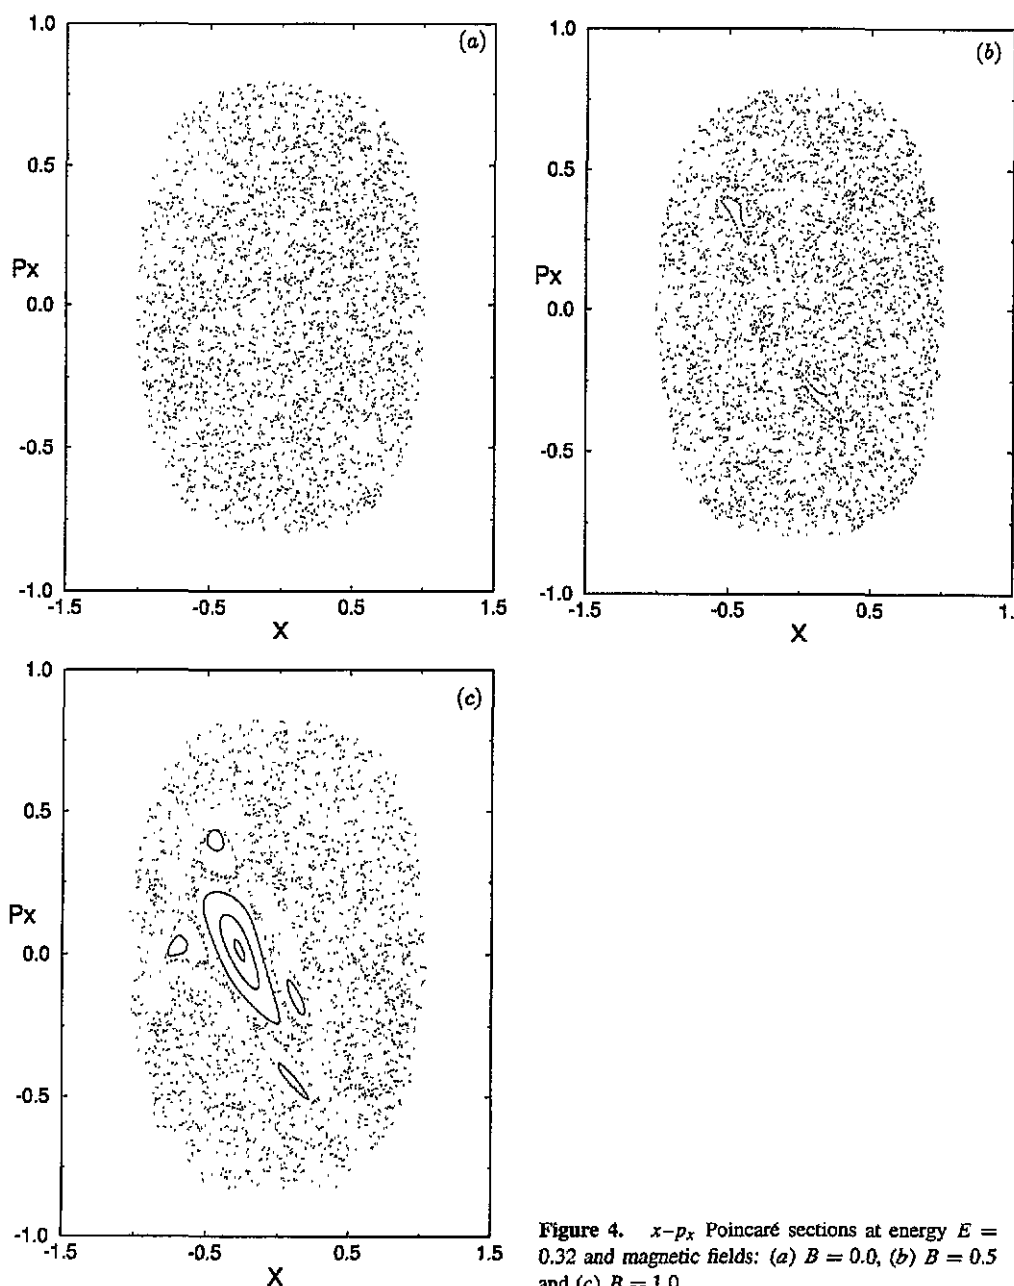 1.0
(a)
0.5
Px
0.0
-0.5
-1.0
-1.5
-0.5
0.5
1.5
X
1.0
(b)
0.5
Px
0.0
-0.5
-1.0
-1.5
-0.5
0.5
1.
X
1.0
(c)
0.5
Px
0.0
-0.5
-1.0
-1.5
-0.5
0.5
1.5
X
Figure 4. x–pₓ Poincaré sections at energy E =
0.32 and magnetic fields: (a) B = 0.0, (b) B = 0.5
and (c) B = 1.0